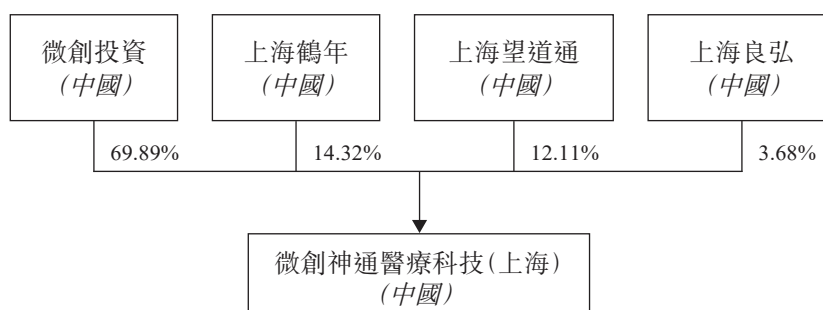 微創投資
(中國)
上海鶴年
(中國)
上海望道通
(中國)
上海良弘
(中國)
69.89%
14.32%
12.11%
3.68%
微創神通醫療科技(上海)
(中國)